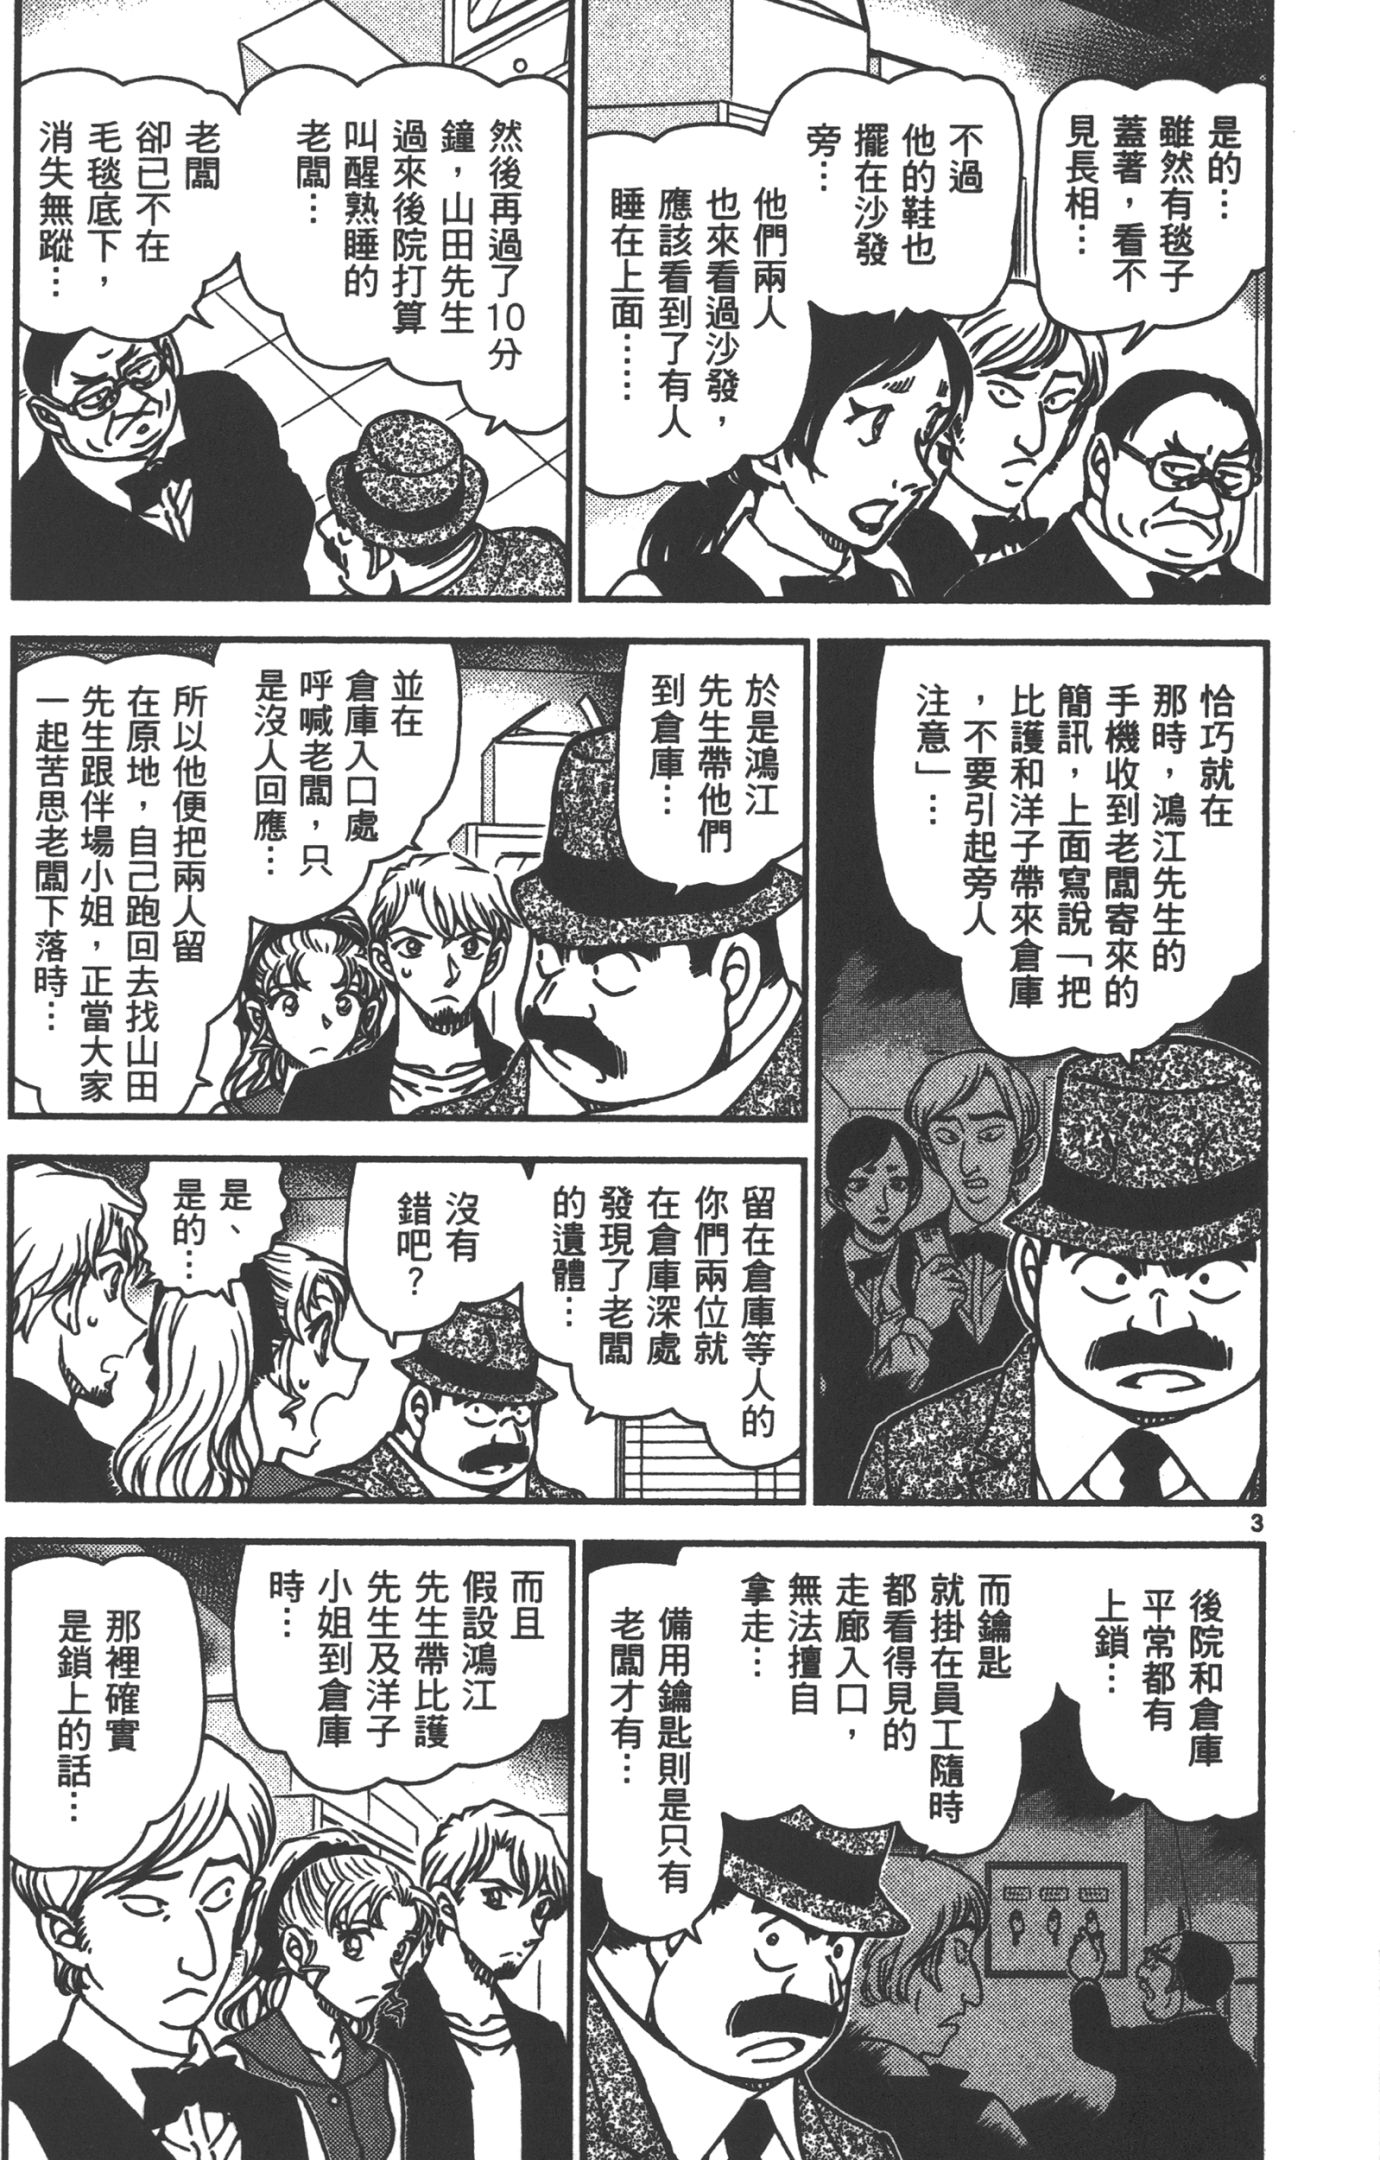 是的…
雖然有毯子
蓋著，看不
見長相…
不過
他的鞋也
擺在沙發
旁…
他們兩人
也來看過沙發，
應該看到了有人
睡在上面……
然後再過了10分
鐘，山田先生
過來後院打算
叫醒熟睡的
老闆…
老闆
卻已不在
毛毯底下，
消失無蹤…
恰巧就在
那時，鴻江先生的
手機收到老闆寄來的
簡訊，上面寫說「把
比護和洋子帶來倉庫
，不要引起旁人
注意」…
於是鴻江
先生帶他們
到倉庫…
並在
倉庫入口處
呼喊老闆，只
是沒人回應…
所以他便把兩人留
在原地，自己跑回去找山田
先生跟伴場小姐，正當大家
一起苦思老闆下落時…
留在倉庫等人的
你們兩位就
在倉庫深處
發現了老闆
的遺體…
沒有
錯吧？
是、
是的…
3
後院和倉庫
平常都有
上鎖…
而鑰匙
就掛在員工隨時
都看得見的
走廊入口，
無法擅自
拿走…
備用鑰匙則是只有
老闆才有…
而且
假設鴻江
先生帶比護
先生及洋子
小姐到倉庫
時…
那裡確實
是鎖上的話…